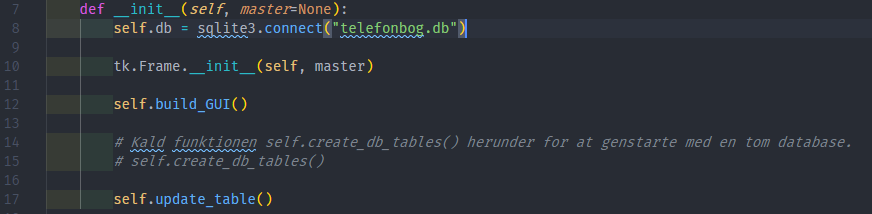 7 def __init__(self, master=None):
8 self.db = sqlite3.connect("telefonbog.db")
9
10 tk.Frame.__init__(self, master)
11
12 self.build_GUI()
13
14 # Kald funktionen self.create_db_tables() herunder for at genstarte med en tom database.
15 # self.create_db_tables()
16
17 self.update_table()